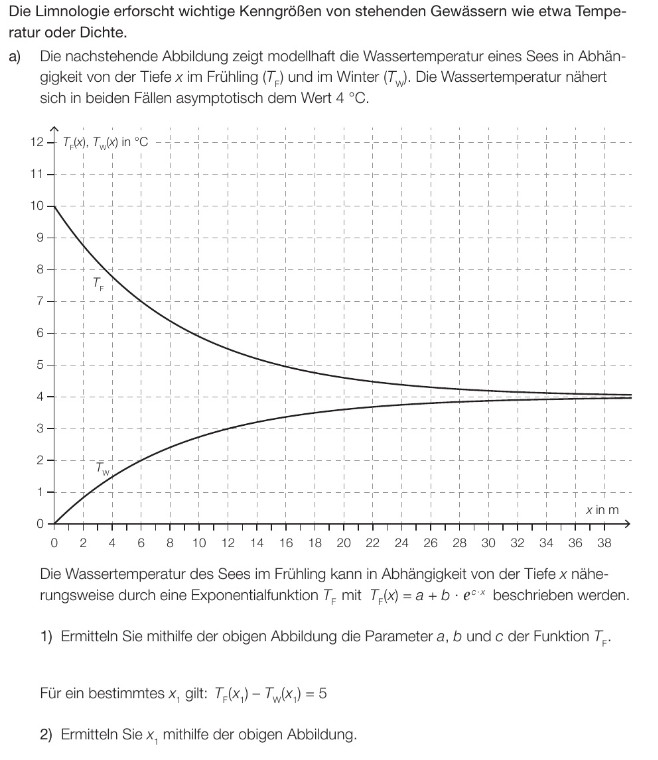 Die Limnologie erforscht wichtige Kenngrößen von stehenden Gewässern wie etwa Tempe-
ratur oder Dichte.
a) Die nachstehende Abbildung zeigt modellhaft die Wassertemperatur eines Sees in Abhän-
gigkeit von der Tiefe x im Frühling (T_F) und im Winter (T_W). Die Wassertemperatur nähert
sich in beiden Fällen asymptotisch dem Wert 4 °C.
12 T_F(x), T_W(x) in °C
11
10
9
8
T_F
7
6
5
4
3
2
T_W
1
x in m
0
0 2 4 6 8 10 12 14 16 18 20 22 24 26 28 30 32 34 36 38
Die Wassertemperatur des Sees im Frühling kann in Abhängigkeit von der Tiefe x nähe-
rungsweise durch eine Exponentialfunktion T_F mit T_F(x) = a + b · e^(c·x) beschrieben werden.
1) Ermitteln Sie mithilfe der obigen Abbildung die Parameter a, b und c der Funktion T_F.
Für ein bestimmtes x₁ gilt: T_F(x₁) – T_W(x₁) = 5
2) Ermitteln Sie x₁ mithilfe der obigen Abbildung.